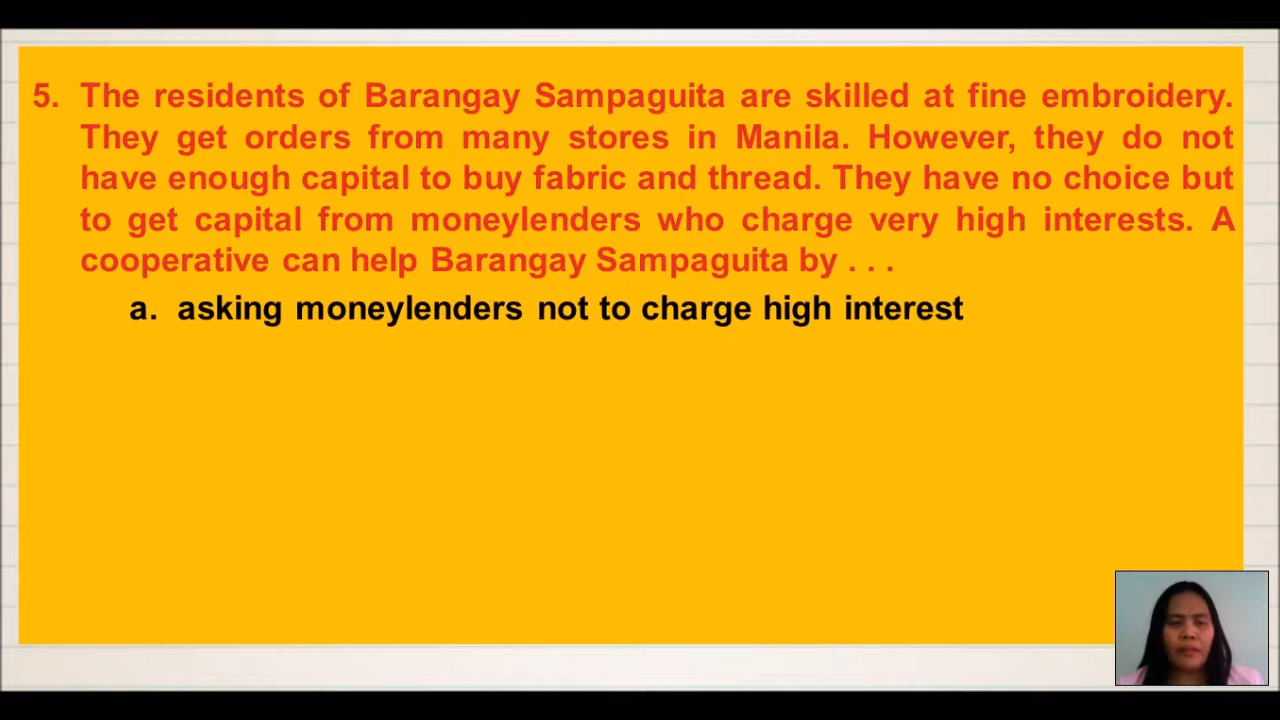 5. The residents of Barangay Sampaguita are skilled at fine embroidery.
They get orders from many stores in Manila. However, they do not
have enough capital to buy fabric and thread. They have no choice but
to get capital from moneylenders who charge very high interests. A
cooperative can help Barangay Sampaguita by . . .
a. asking moneylenders not to charge high interest